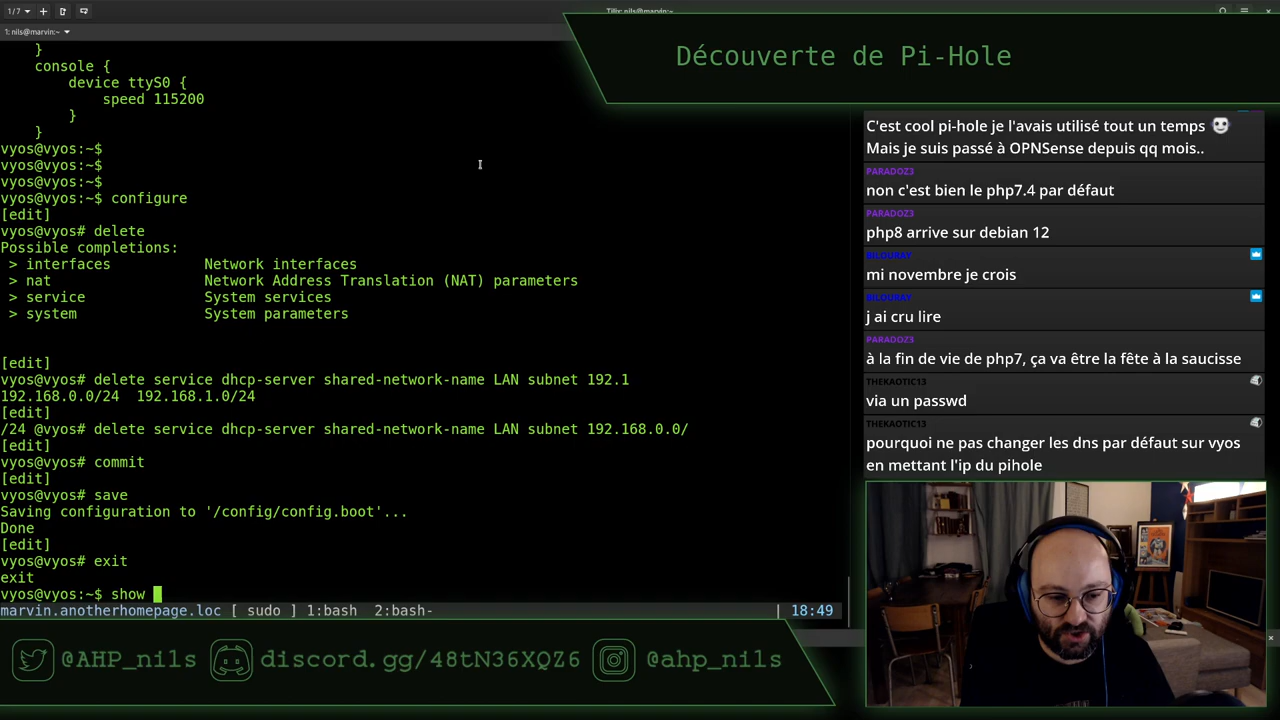 1/7
Tilix: nils@marvin:~
1: nils@marvin:~
Découverte de Pi-Hole
    }
    console {
        device ttyS0 {
            speed 115200
        }
    }
vyos@vyos:~$
vyos@vyos:~$
vyos@vyos:~$
vyos@vyos:~$ configure
[edit]
vyos@vyos# delete
Possible completions:
 > interfaces           Network interfaces
 > nat                  Network Address Translation (NAT) parameters
 > service              System services
 > system               System parameters
[edit]
vyos@vyos# delete service dhcp-server shared-network-name LAN subnet 192.1
192.168.0.0/24  192.168.1.0/24
[edit]
/24 @vyos# delete service dhcp-server shared-network-name LAN subnet 192.168.0.0/
[edit]
vyos@vyos# commit
[edit]
vyos@vyos# save
Saving configuration to '/config/config.boot'...
Done
[edit]
vyos@vyos# exit
exit
vyos@vyos:~$ show
marvin.anotherhomepage.loc [ sudo ] 1:bash  2:bash-
| 18:49
C'est cool pi-hole je l'avais utilisé tout un temps
Mais je suis passé à OPNSense depuis qq mois..
PARADOZ3
non c'est bien le php7.4 par défaut
PARADOZ3
php8 arrive sur debian 12
BILOURAY
mi novembre je crois
BILOURAY
j ai cru lire
PARADOZ3
à la fin de vie de php7, ça va être la fête à la saucisse
THEKAOTIC13
via un passwd
THEKAOTIC13
pourquoi ne pas changer les dns par défaut sur vyos
en mettant l'ip du pihole
@AHP_nils
discord.gg/48tN36XQZ6
@ahp_nils